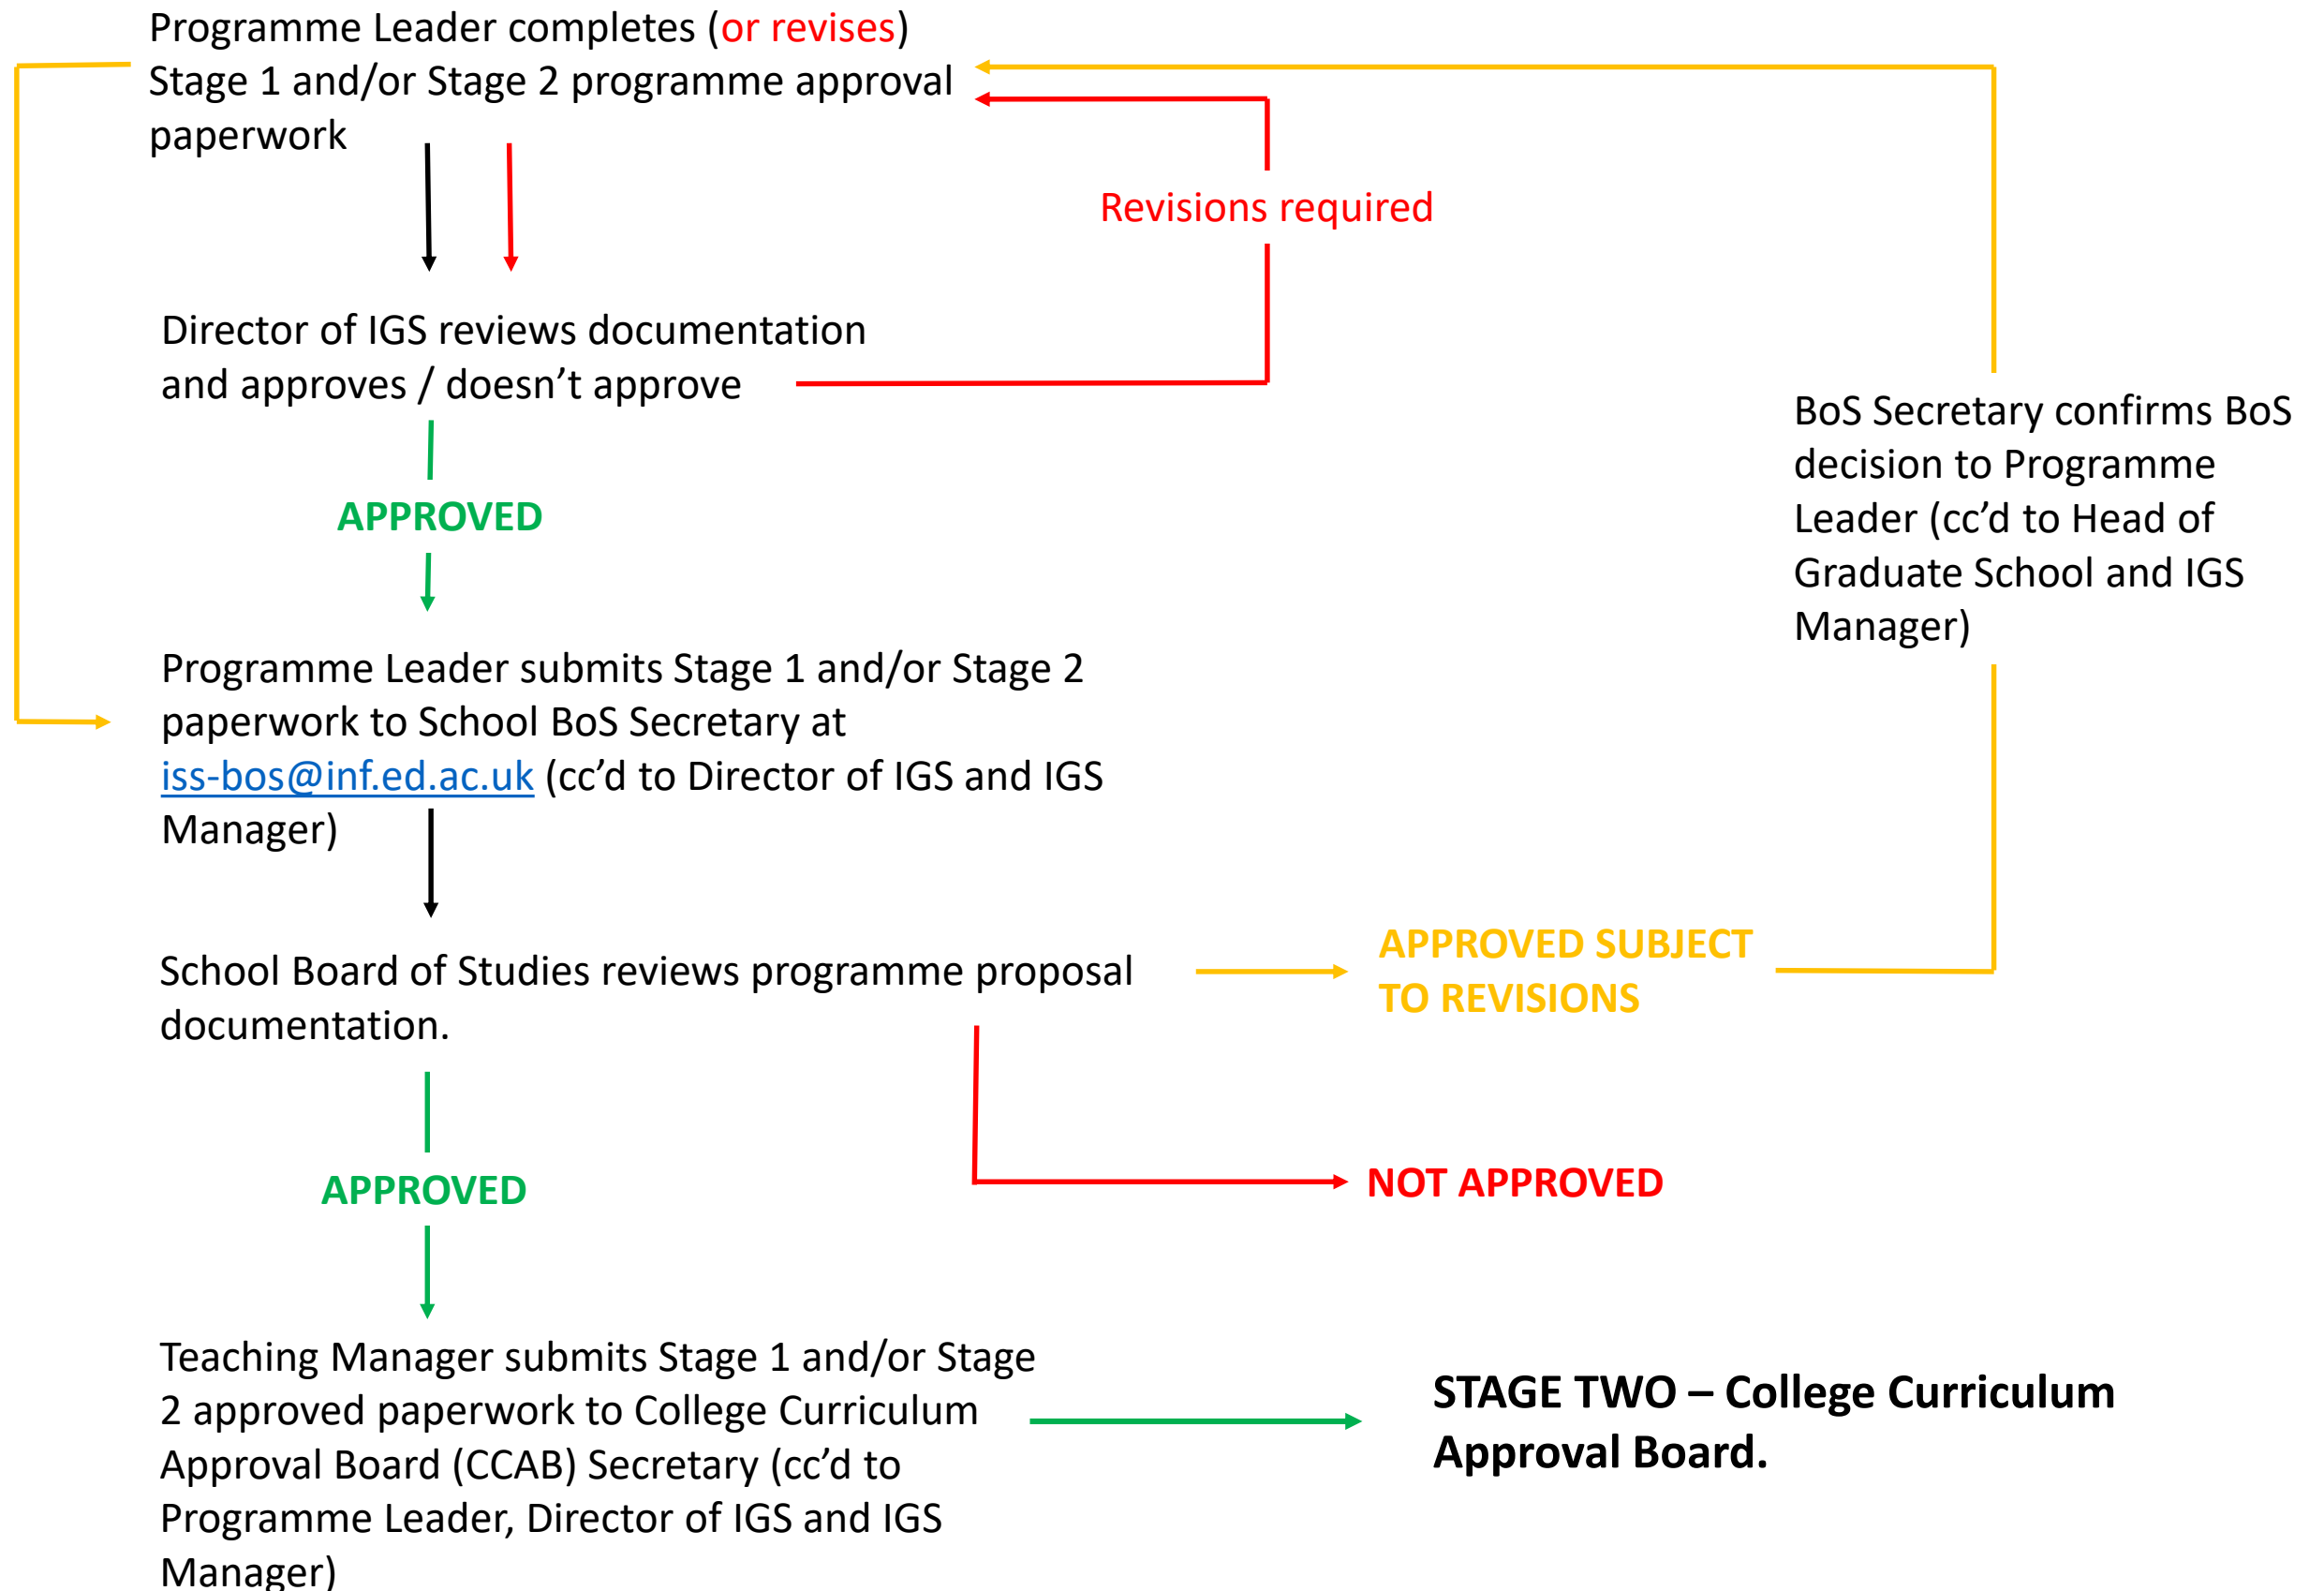 Programme Leader completes (or revises)
Stage 1 and/or Stage 2 programme approval
paperwork
Revisions required
Director of IGS reviews documentation
and approves / doesn’t approve
BoS Secretary confirms BoS
decision to Programme
Leader (cc’d to Head of
Graduate School and IGS
Manager)
APPROVED
Programme Leader submits Stage 1 and/or Stage 2
paperwork to School BoS Secretary at
iss-bos@inf.ed.ac.uk (cc’d to Director of IGS and IGS
Manager)
School Board of Studies reviews programme proposal
documentation.
APPROVED SUBJECT
TO REVISIONS
NOT APPROVED
APPROVED
Teaching Manager submits Stage 1 and/or Stage
2 approved paperwork to College Curriculum
Approval Board (CCAB) Secretary (cc’d to
Programme Leader, Director of IGS and IGS
Manager)
STAGE TWO – College Curriculum
Approval Board.